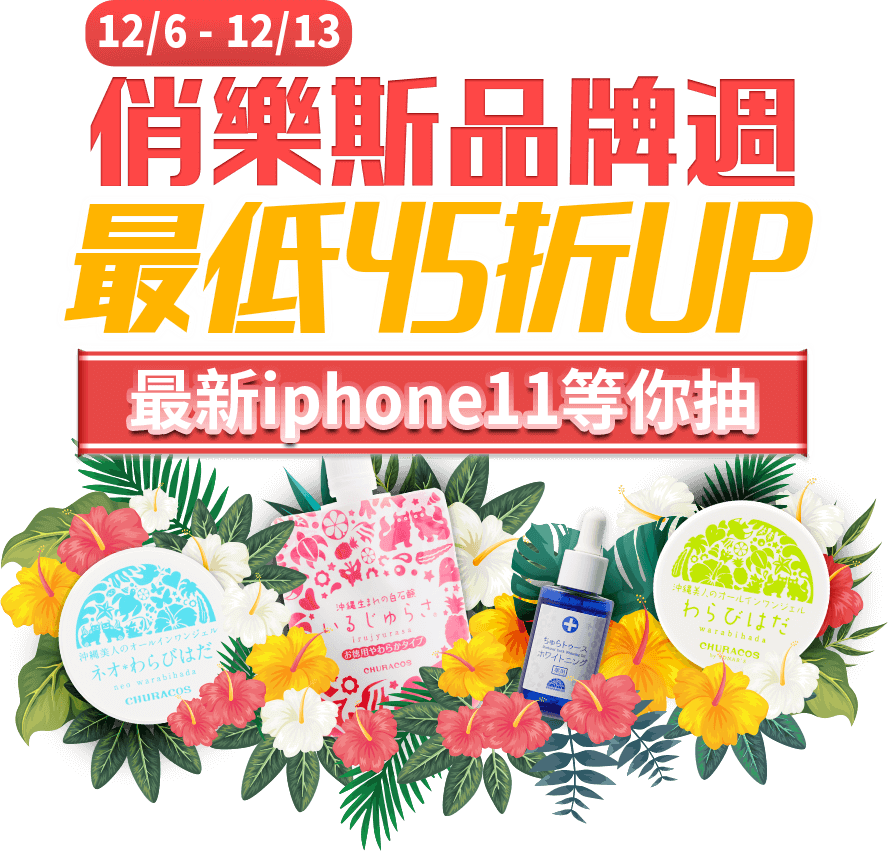 12/6 - 12/13
俏樂斯品牌週
最低45折UP
最新iphone11等你抽
沖縄美人のオールインワンジェル
ネオ*わらびはだ
neo warabihada
CHURACOS
沖縄生まれの白石鹸
いるじゅらさ。
irujyurasa
お徳用やわらかタイプ
CHURACOS
ちゅらトゥース
ホワイトニング
薬用
沖縄美人のオールインワンジェル
わらびはだ
warabihada
CHURACOS